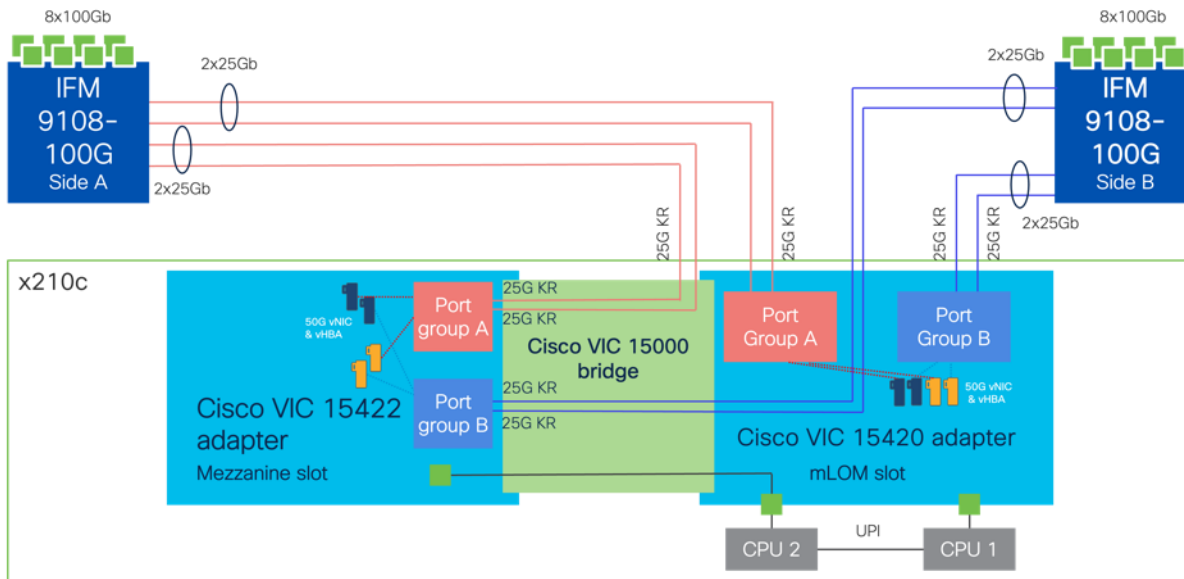 8x100Gb
8x100Gb
IFM
9108-
100G
Side A
2x25Gb
2x25Gb
2x25Gb
IFM
9108-
100G
Side B
2x25Gb
25G KR
25G KR
25G KR
25G KR
x210c
50G vNIC
& vHBA
Port
group A
25G KR
25G KR
Port
group B
25G KR
25G KR
Cisco VIC 15422
adapter
Mezzanine slot
Cisco VIC 15000
bridge
Port
Group A
Port
Group B
50G vNIC
& vHBA
Cisco VIC 15420 adapter
mLOM slot
CPU 2
UPI
CPU 1